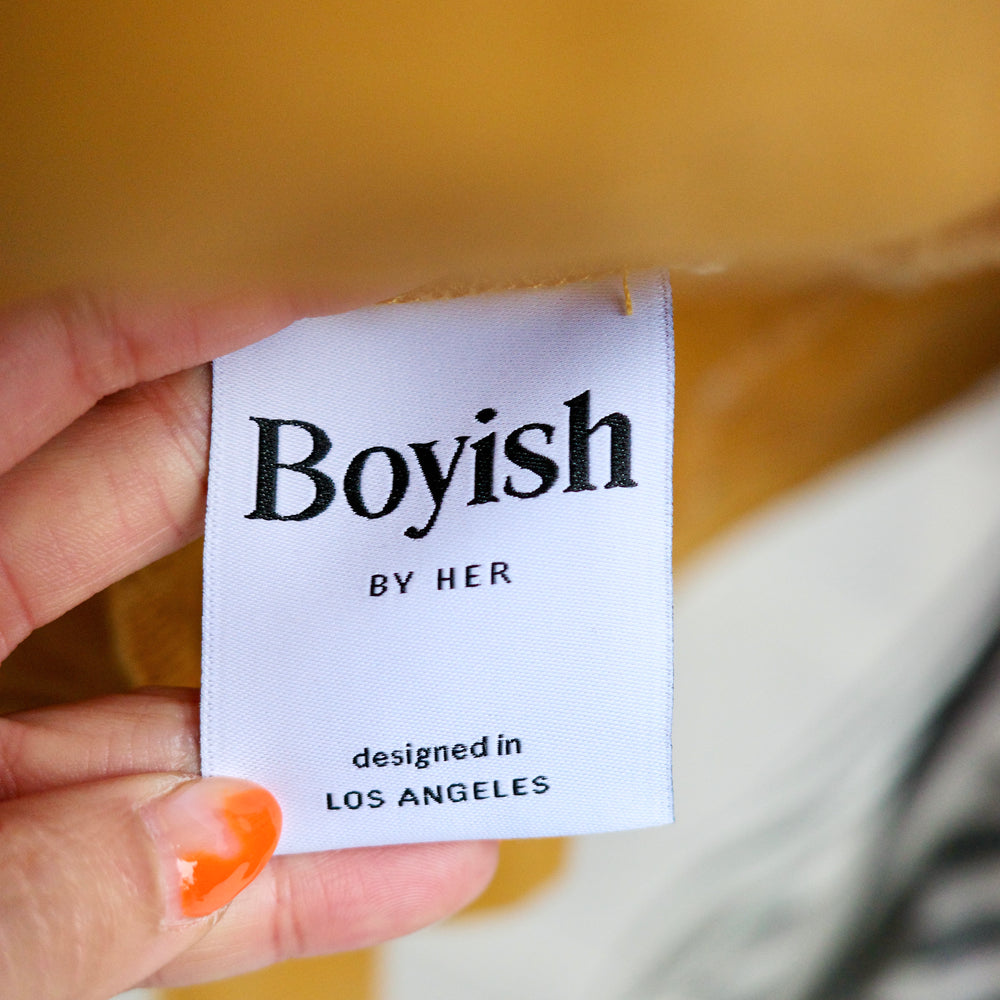 Boyish
BY HER
designed in
LOS ANGELES